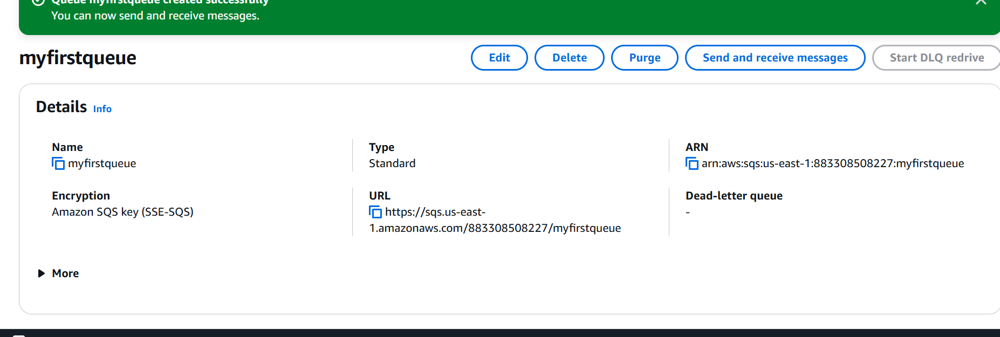 Queue myfirstqueue created successfully
You can now send and receive messages.
myfirstqueue
Edit
Delete
Purge
Send and receive messages
Start DLQ redrive
Details Info
Name
myfirstqueue
Type
Standard
ARN
arn:aws:sqs:us-east-1:883308508227:myfirstqueue
Encryption
Amazon SQS key (SSE-SQS)
URL
https://sqs.us-east-
1.amazonaws.com/883308508227/myfirstqueue
Dead-letter queue
-
More